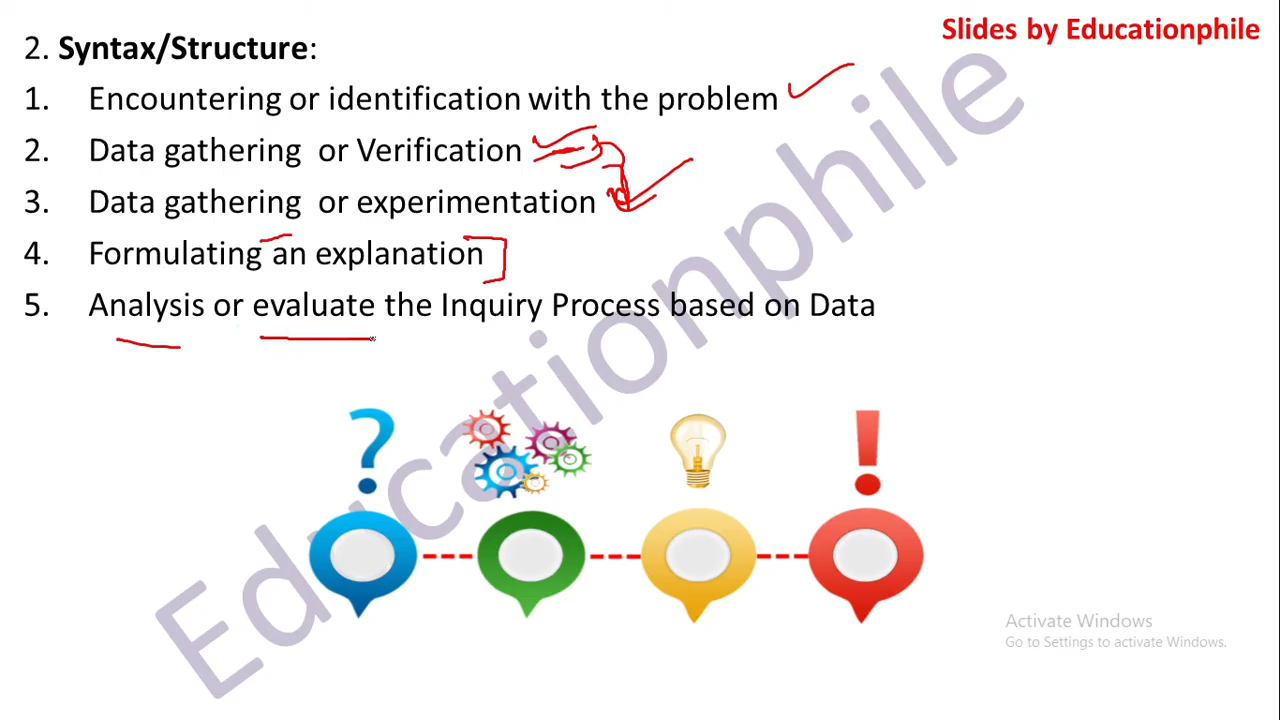 Slides by Educationphile
2. Syntax/Structure:
1. Encountering or identification with the problem
2. Data gathering or Verification
3. Data gathering or experimentation
4. Formulating an explanation
5. Analysis or evaluate the Inquiry Process based on Data
? !
Educationphile
Activate Windows
Go to Settings to activate Windows.